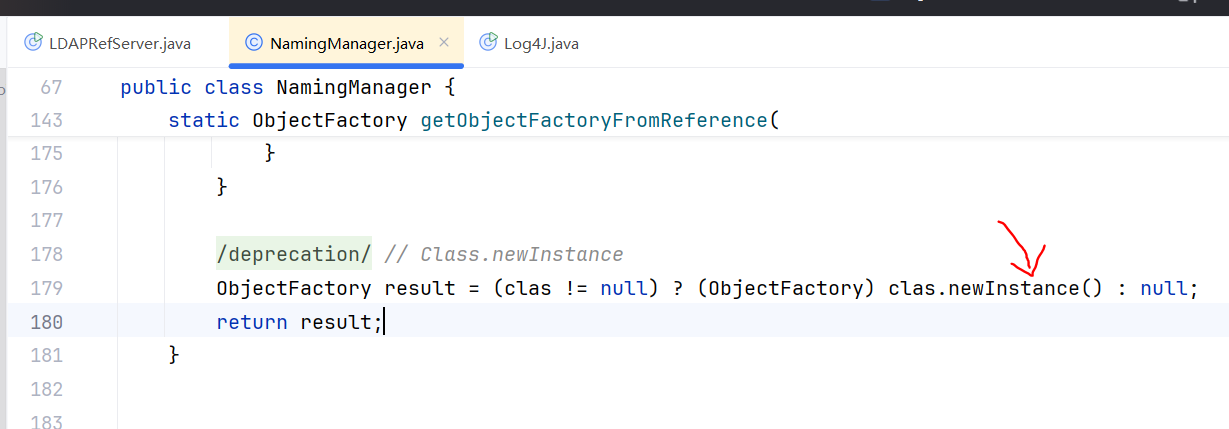 LDAPRefServer.java NamingManager.java Log4J.java
67 public class NamingManager {
143 static ObjectFactory getObjectFactoryFromReference(
175 }
176 }
177
178 /deprecation/ // Class.newInstance
179 ObjectFactory result = (clas != null) ? (ObjectFactory) clas.newInstance() : null;
180 return result;
181 }
182
183